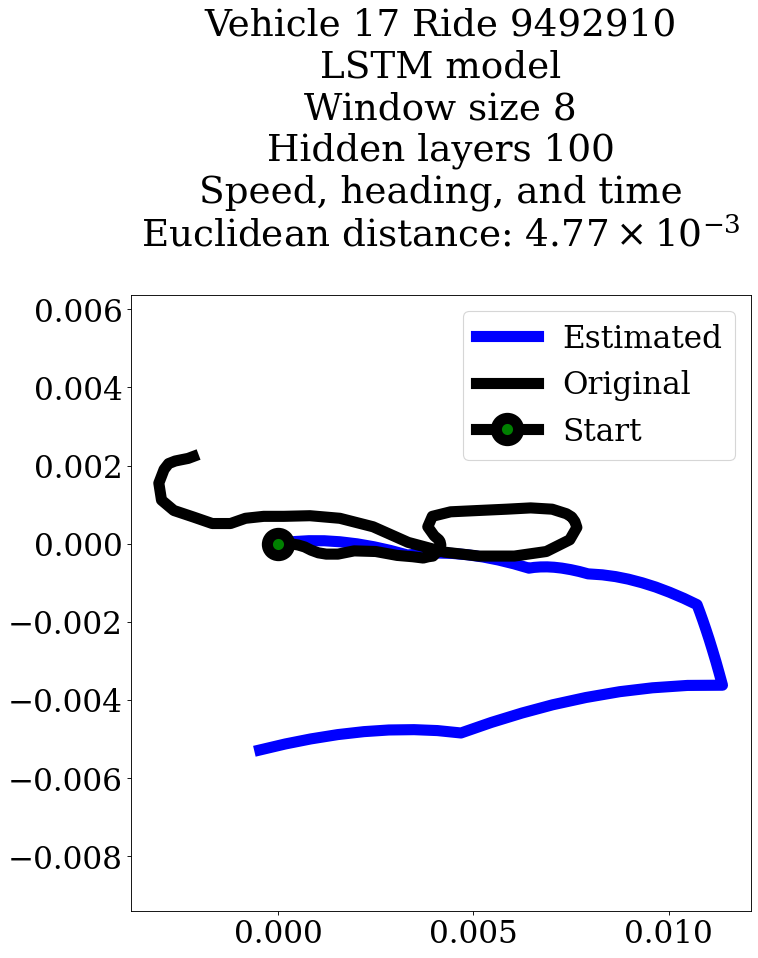 Vehicle 17 Ride 9492910
LSTM model
Window size 8
Hidden layers 100
Speed, heading, and time
Euclidean distance: 4.77 × 10⁻³
Estimated
Original
Start
0.006
0.004
0.002
0.000
−0.002
−0.004
−0.006
−0.008
0.000 0.005 0.010